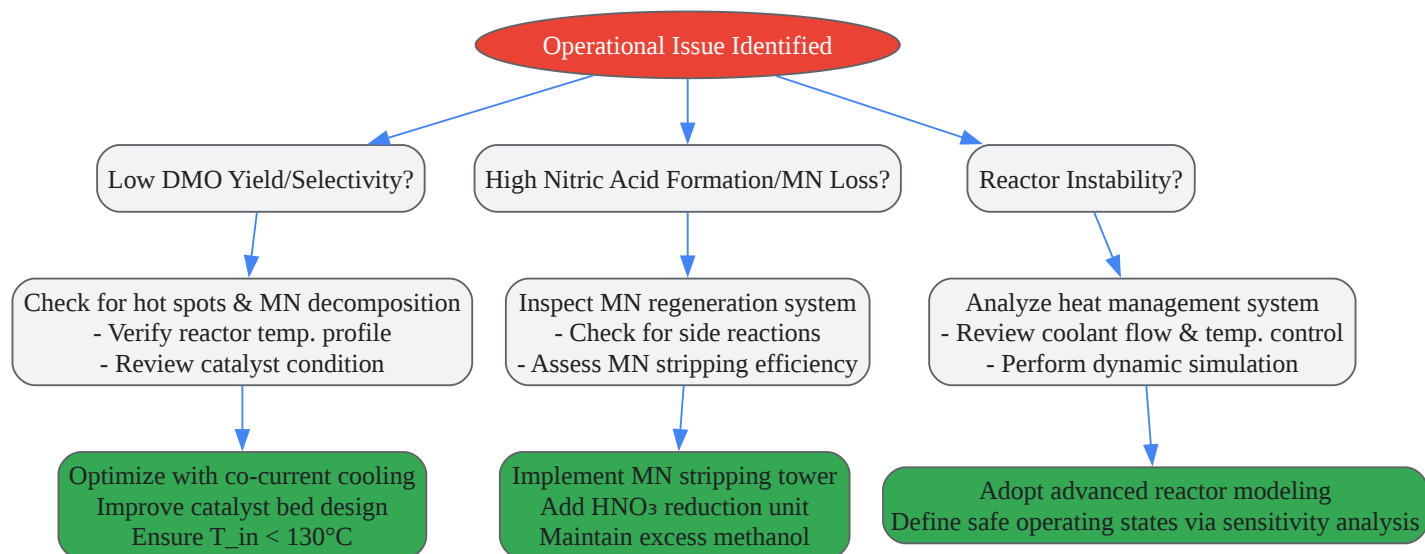 Operational Issue Identified
Low DMO Yield/Selectivity?
High Nitric Acid Formation/MN Loss?
Reactor Instability?
Check for hot spots & MN decomposition
- Verify reactor temp. profile
- Review catalyst condition
Inspect MN regeneration system
- Check for side reactions
- Assess MN stripping efficiency
Analyze heat management system
- Review coolant flow & temp. control
- Perform dynamic simulation
Optimize with co-current cooling
Improve catalyst bed design
Ensure T_in < 130°C
Implement MN stripping tower
Add HNO₃ reduction unit
Maintain excess methanol
Adopt advanced reactor modeling
Define safe operating states via sensitivity analysis